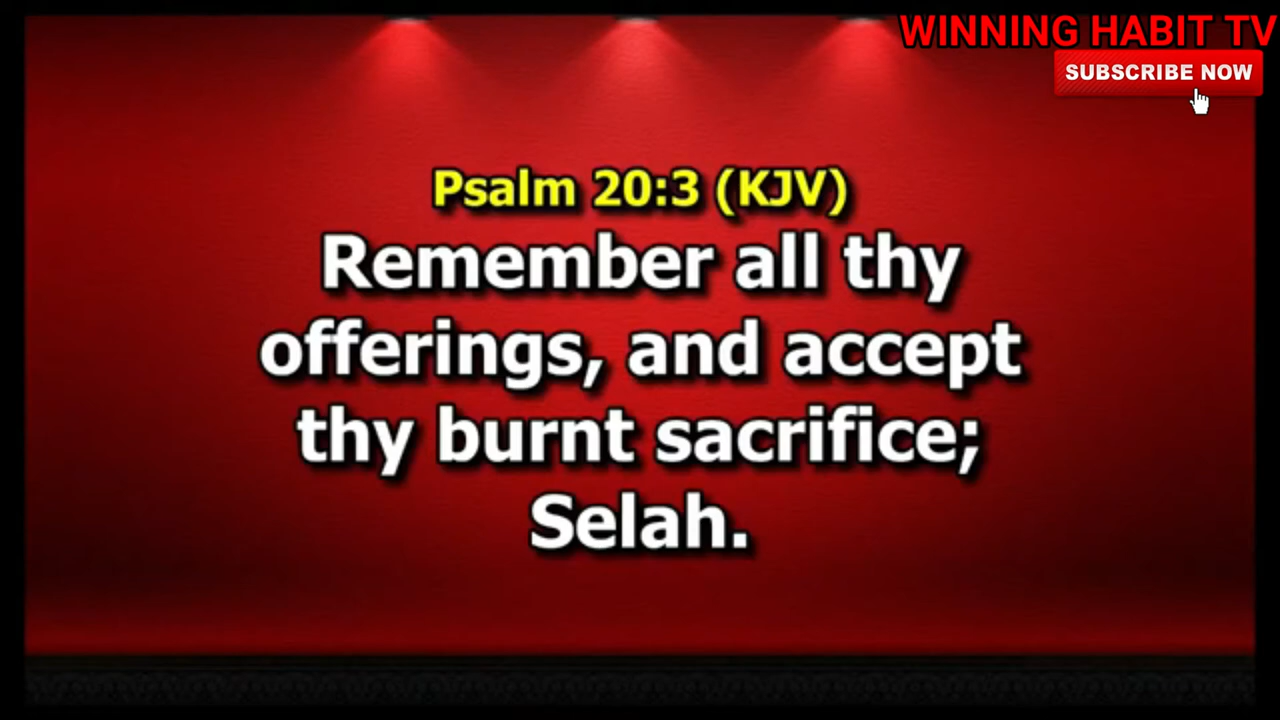 WINNING HABIT TV
SUBSCRIBE NOW
Psalm 20:3 (KJV)
Remember all thy
offerings, and accept
thy burnt sacrifice;
Selah.